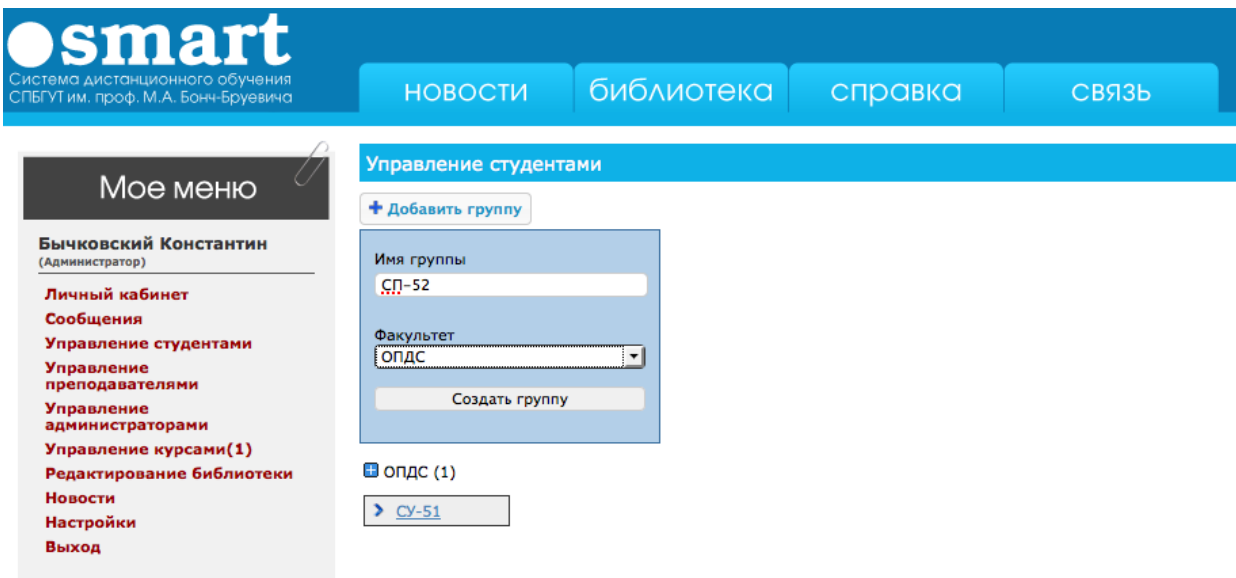 smart
Система дистанционного обучения
СПБГУТ им. проф. М.А. Бонч-Бруевича
новости
библиотека
справка
связь
Мое меню
Бычковский Константин
(Администратор)
Личный кабинет
Сообщения
Управление студентами
Управление
преподавателями
Управление
администраторами
Управление курсами(1)
Редактирование библиотеки
Новости
Настройки
Выход
Управление студентами
Добавить группу
Имя группы
СП-52
Факультет
ОПДС
Создать группу
ОПДС (1)
СУ-51